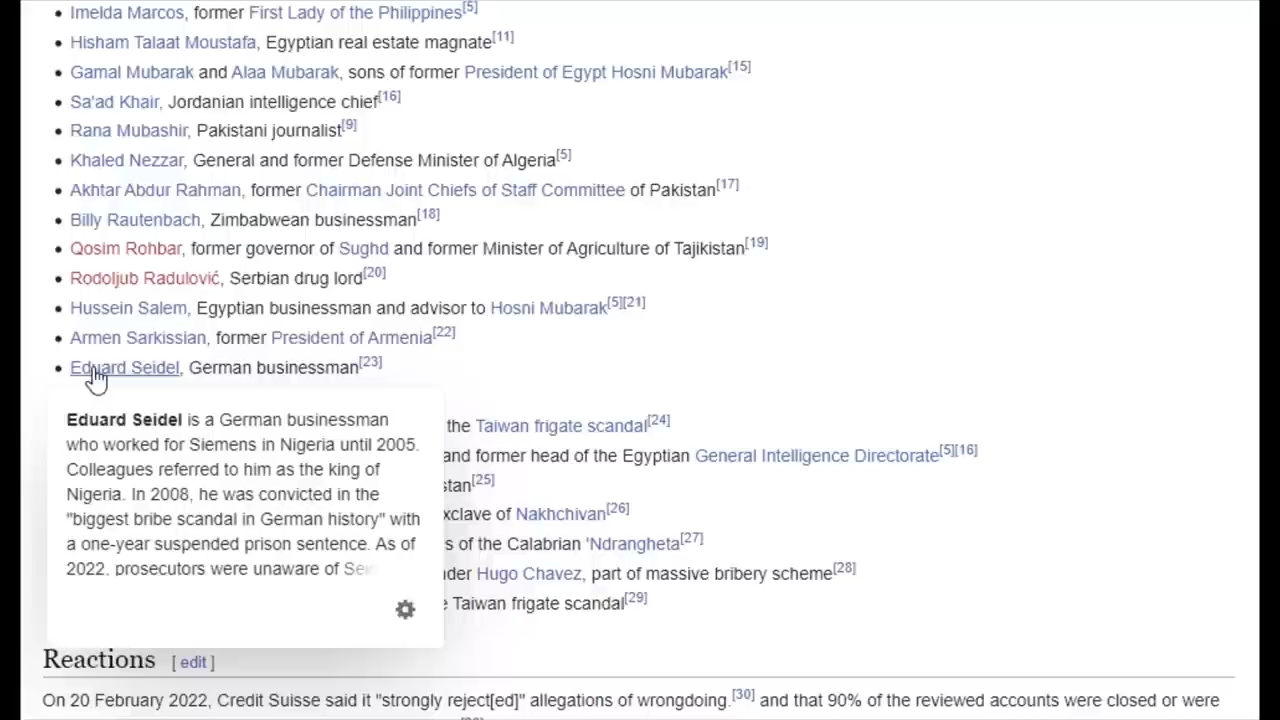 • Imelda Marcos, former First Lady of the Philippines[5]
• Hisham Talaat Moustafa, Egyptian real estate magnate[11]
• Gamal Mubarak and Alaa Mubarak, sons of former President of Egypt Hosni Mubarak[15]
• Sa'ad Khair, Jordanian intelligence chief[16]
• Rana Mubashir, Pakistani journalist[9]
• Khaled Nezzar, General and former Defense Minister of Algeria[5]
• Akhtar Abdur Rahman, former Chairman Joint Chiefs of Staff Committee of Pakistan[17]
• Billy Rautenbach, Zimbabwean businessman[18]
• Qosim Rohbar, former governor of Sughd and former Minister of Agriculture of Tajikistan[19]
• Rodoljub Radulović, Serbian drug lord[20]
• Hussein Salem, Egyptian businessman and advisor to Hosni Mubarak[5][21]
• Armen Sarkissian, former President of Armenia[22]
• Eduard Seidel, German businessman[23]
Eduard Seidel is a German businessman
who worked for Siemens in Nigeria until 2005.
Colleagues referred to him as the king of
Nigeria. In 2008, he was convicted in the
"biggest bribe scandal in German history" with
a one-year suspended prison sentence. As of
2022, prosecutors were unaware of
the Taiwan frigate scandal[24]
and former head of the Egyptian General Intelligence Directorate[5][16]
stan[25]
xclave of Nakhchivan[26]
s of the Calabrian 'Ndrangheta[27]
der Hugo Chavez, part of massive bribery scheme[28]
e Taiwan frigate scandal[29]
Reactions [ edit ]
On 20 February 2022, Credit Suisse said it "strongly reject[ed]" allegations of wrongdoing.[30] and that 90% of the reviewed accounts were closed or were